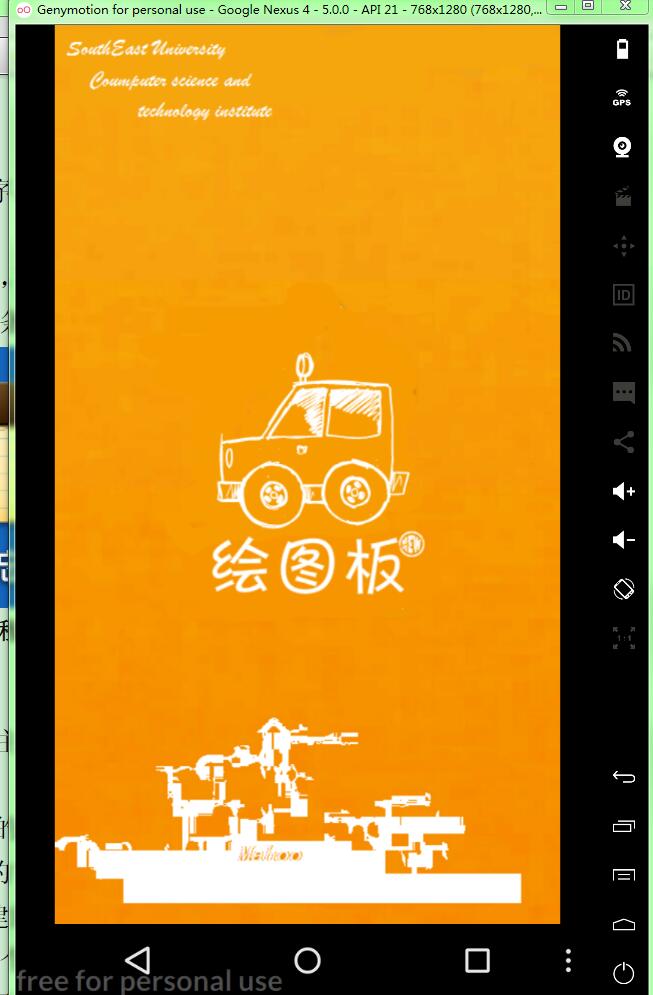 Genymotion for personal use - Google Nexus 4 - 5.0.0 - API 21 - 768x1280 (768x1280,...
SouthEast University
Coumputer science and
technology institute
GPS
ID
绘图板
1:1
free for personal use